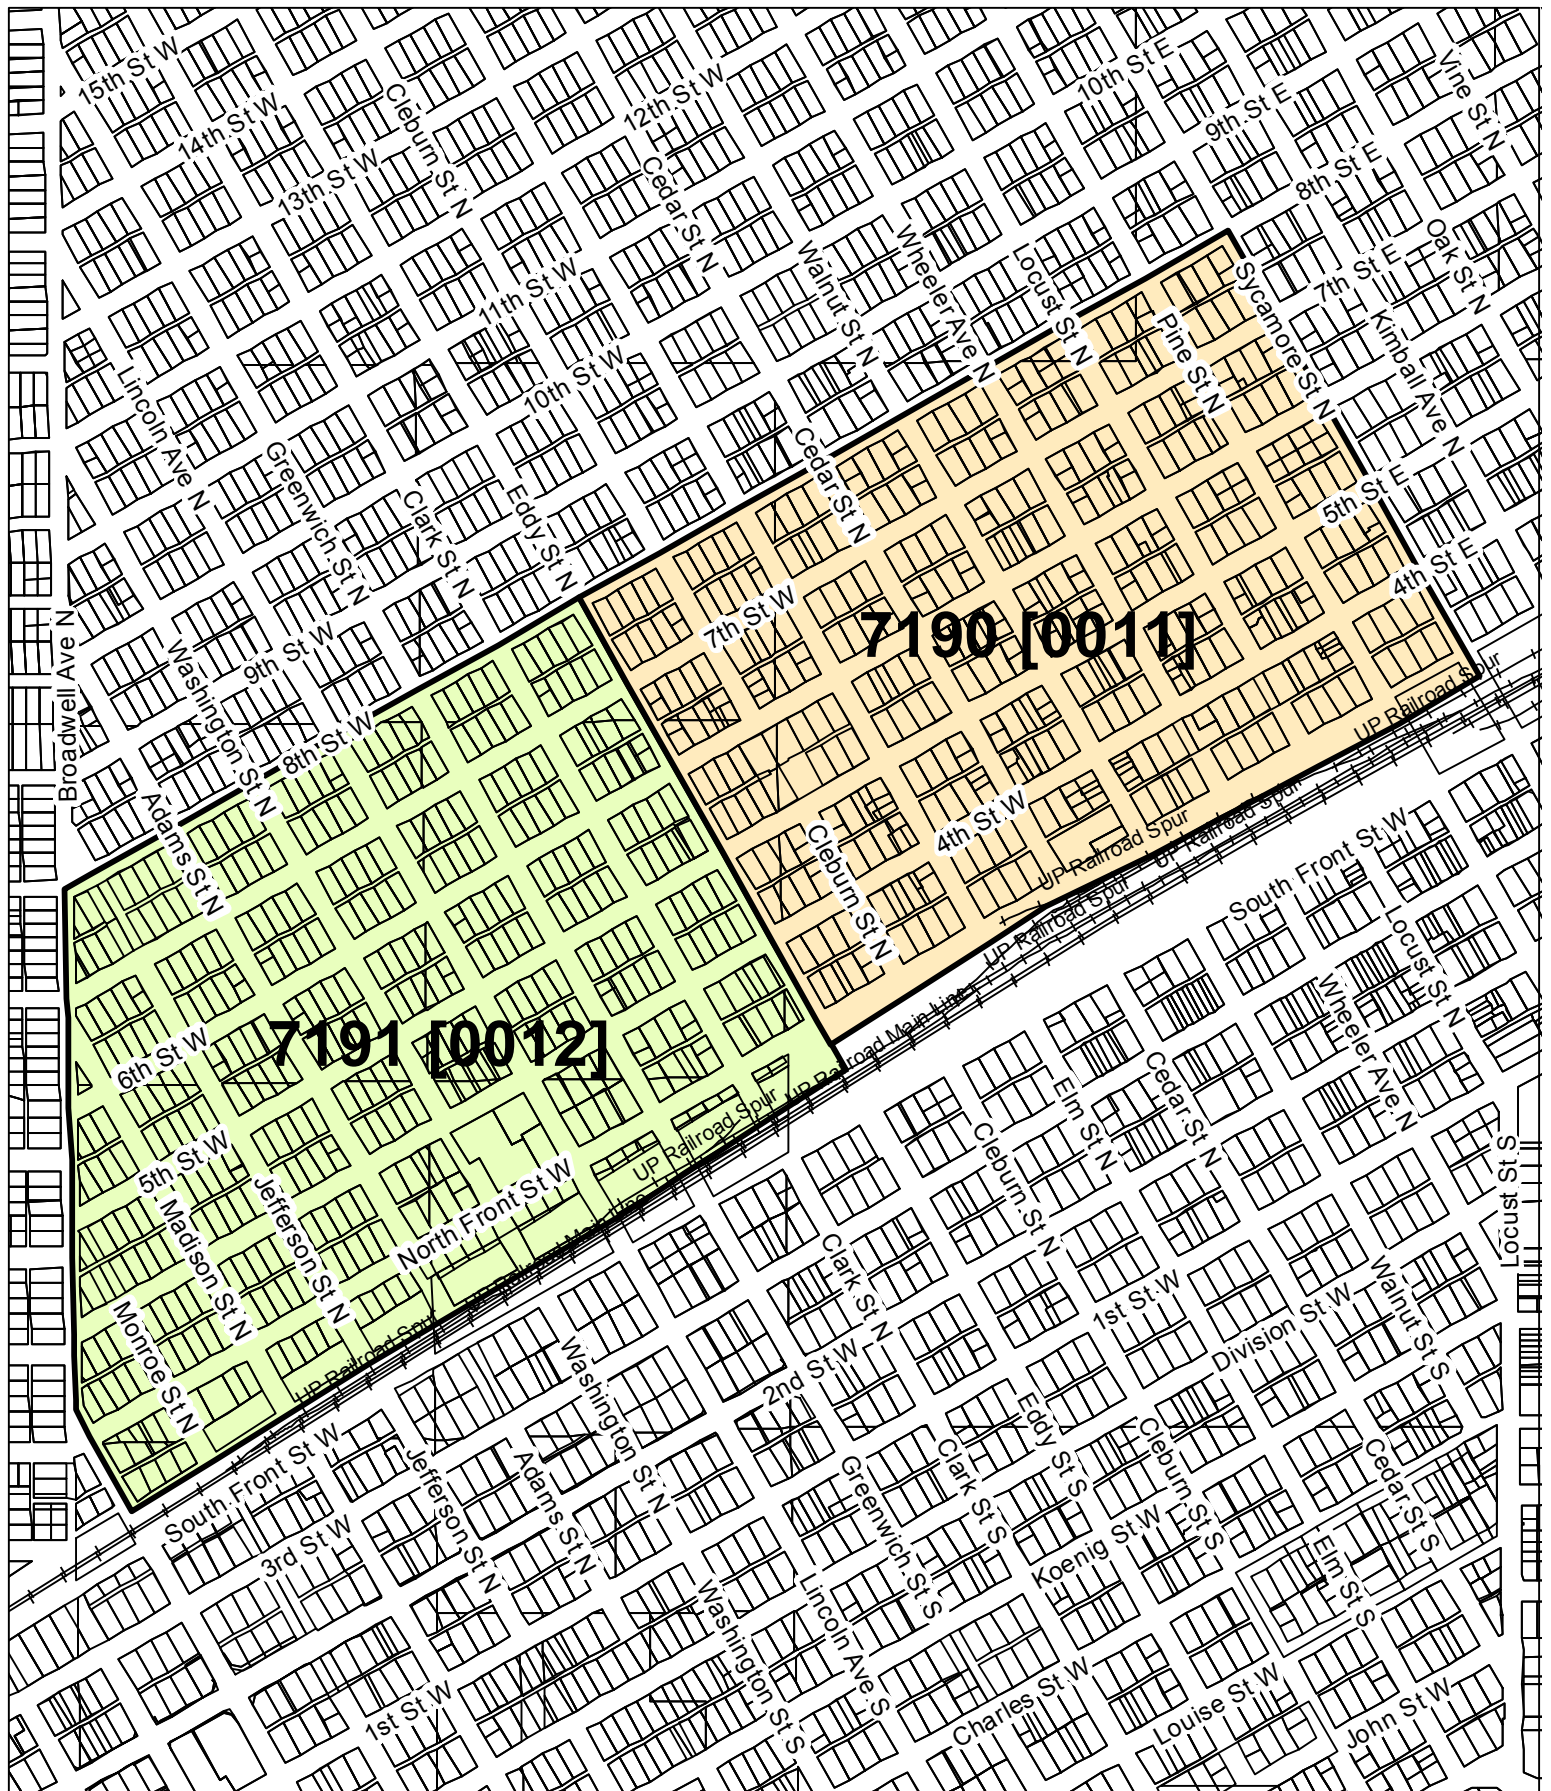 15th St W
14th St W
13th St W
Cleburn St N
12th St W
10th St E
9th St E
Vine St N
8th St E
Cedar St N
Oak St N
7th St E
Walnut St N
Wheeler Ave N
Locust St N
11th St W
Sycamore St N
Pine St N
Kimball Ave N
10th St W
Lincoln Ave N
Greenwich St N
Clark St N
Eddy St N
Cedar St N
5th St E
4th St E
7th St W
7190 [0011]
Broadwell Ave N
Washington St N
9th St W
8th St W
Adams St N
UP Railroad Spur
4th St W
Cleburn St N
UP Railroad Spur
UP Railroad Spur
UP Railroad Spur
UP Railroad Spur
South Front St W
Locust St N
Wheeler Ave N
7191 [0012]
6th St W
UP Railroad Main Line
UP Railroad Spur
5th St W
Madison St N
Jefferson St N
North Front St W
UP Railroad Main Line
UP Railroad Spur
Monroe St N
Elm St N
Cedar St N
Cleburn St N
Locust St S
Clark St N
1st St W
Division St W
Walnut St S
Washington St N
2nd St W
South Front St W
3rd St W
Jefferson St N
Adams St N
Greenwich St S
Clark St S
Eddy St S
Cleburn St S
Cedar St S
Koenig St W
Elm St S
Washington St S
Lincoln Ave S
1st St W
Charles St W
Louise St W
John St W